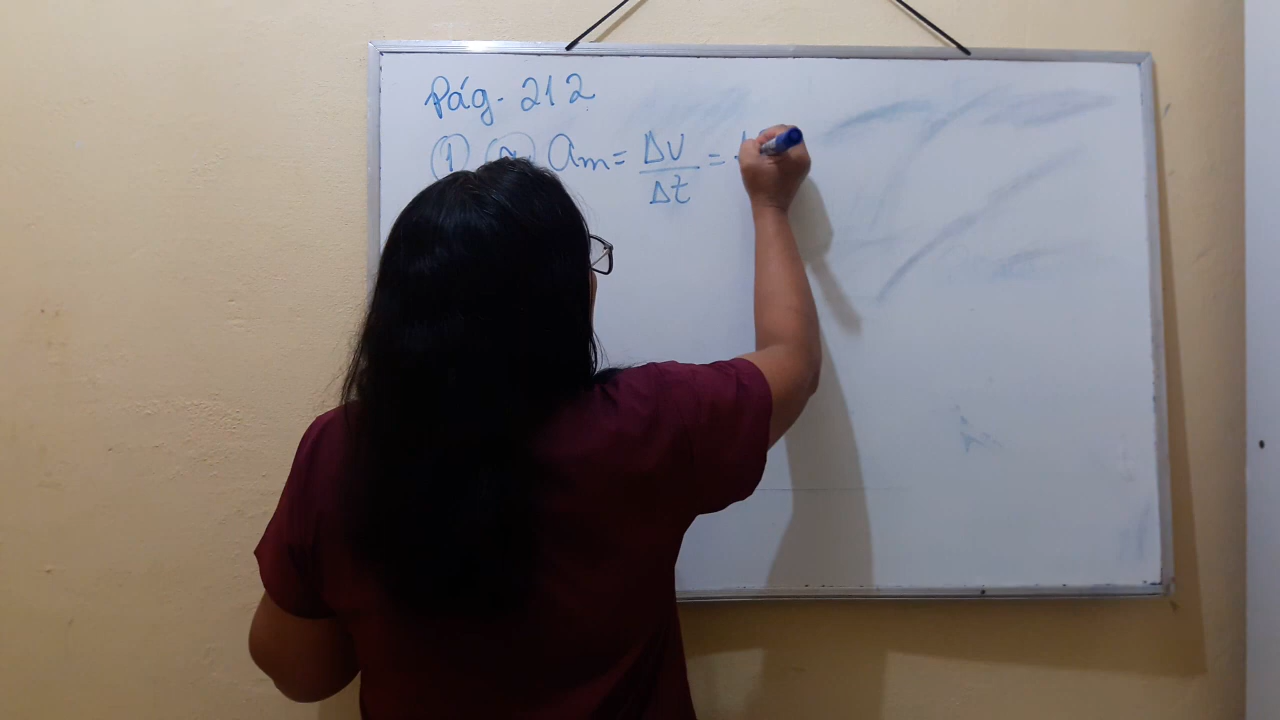 Pág. 212
① am = ΔV/Δt =